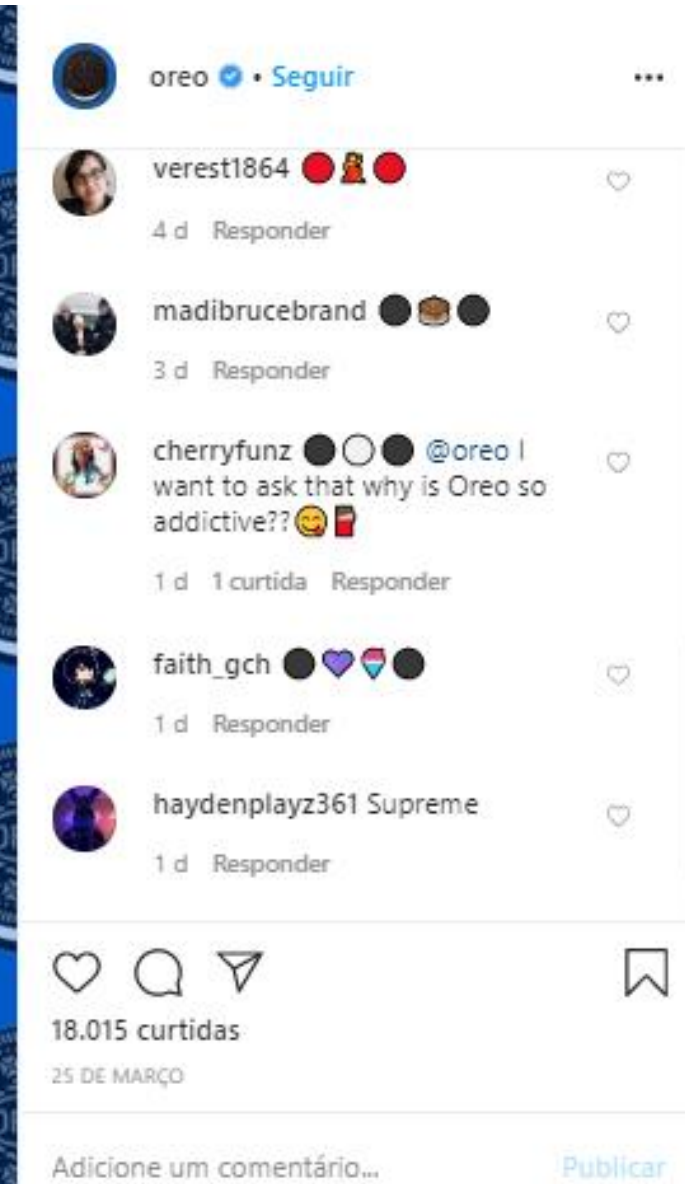 oreo • Seguir •••
verest1864 🔴💃🔴
4 d Responder
madibrucebrand ⚫🥞⚫
3 d Responder
cherryfunz ⚫⚪⚫ @oreo I
want to ask that why is Oreo so
addictive??😋🥤
1 d 1 curtida Responder
faith_gch ⚫💜🍧⚫
1 d Responder
haydenplayz361 Supreme
1 d Responder
18.015 curtidas
25 DE MARÇO
Adicione um comentário... Publicar